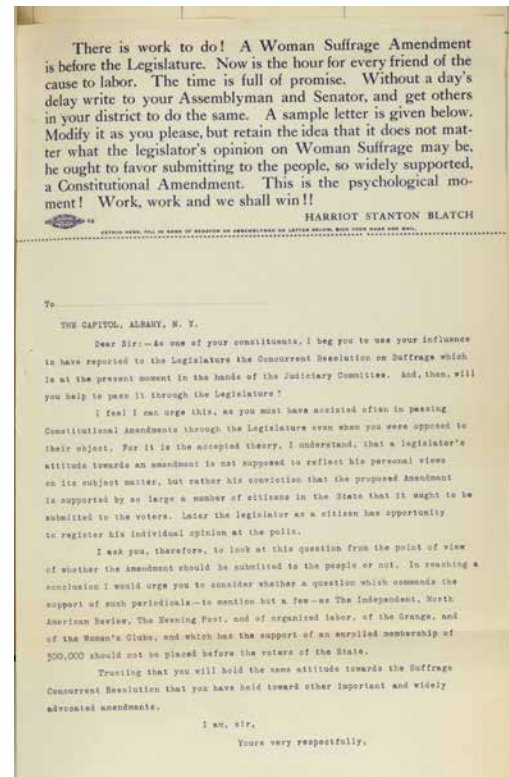 There is work to do! A Woman Suffrage Amendment
is before the Legislature. Now is the hour for every friend of the
cause to labor. The time is full of promise. Without a day's
delay write to your Assemblyman and Senator, and get others
in your district to do the same. A sample letter is given below.
Modify it as you please, but retain the idea that it does not mat-
ter what the legislator's opinion on Woman Suffrage may be,
he ought to favor submitting to the people, so widely supported,
a Constitutional Amendment. This is the psychological mo-
ment! Work, work and we shall win!!
HARRIOT STANTON BLATCH
DETACH HERE, FILL IN NAME OF SENATOR OR ASSEMBLYMAN ON LETTER BELOW, SIGN YOUR NAME AND MAIL.
To
THE CAPITOL, ALBANY, N. Y.
Dear Sir:—As one of your constituents, I beg you to use your influence
to have reported to the Legislature the Concurrent Resolution on Suffrage which
is at the present moment in the hands of the Judiciary Committee. And, then, will
you help to pass it through the Legislature!
I feel I can urge this, as you must have assisted often in passing
Constitutional Amendments through the Legislature even when you were opposed to
their object. For it is the accepted theory, I understand, that a legislator's
attitude towards an amendment is not supposed to reflect his personal views
on its subject matter, but rather his conviction that the proposed Amendment
is supported by so large a number of citizens in the State that it ought to be
submitted to the voters. Later the legislator as a citizen has opportunity
to register his individual opinion at the polls.
I ask you, therefore, to look at this question from the point of view
of whether the Amendment should be submitted to the people or not. In reaching a
conclusion I would urge you to consider whether a question which commands the
support of such periodicals—to mention but a few—as The Independent, North
American Review, The Evening Post, and of organized labor, of the Grange, and
of the Woman's Clubs, and which has the support of an enrolled membership of
500,000 should not be placed before the voters of the State.
Trusting that you will hold the same attitude towards the Suffrage
Concurrent Resolution that you have held toward other important and widely
advocated amendments,
I am, sir,
Yours very respectfully,